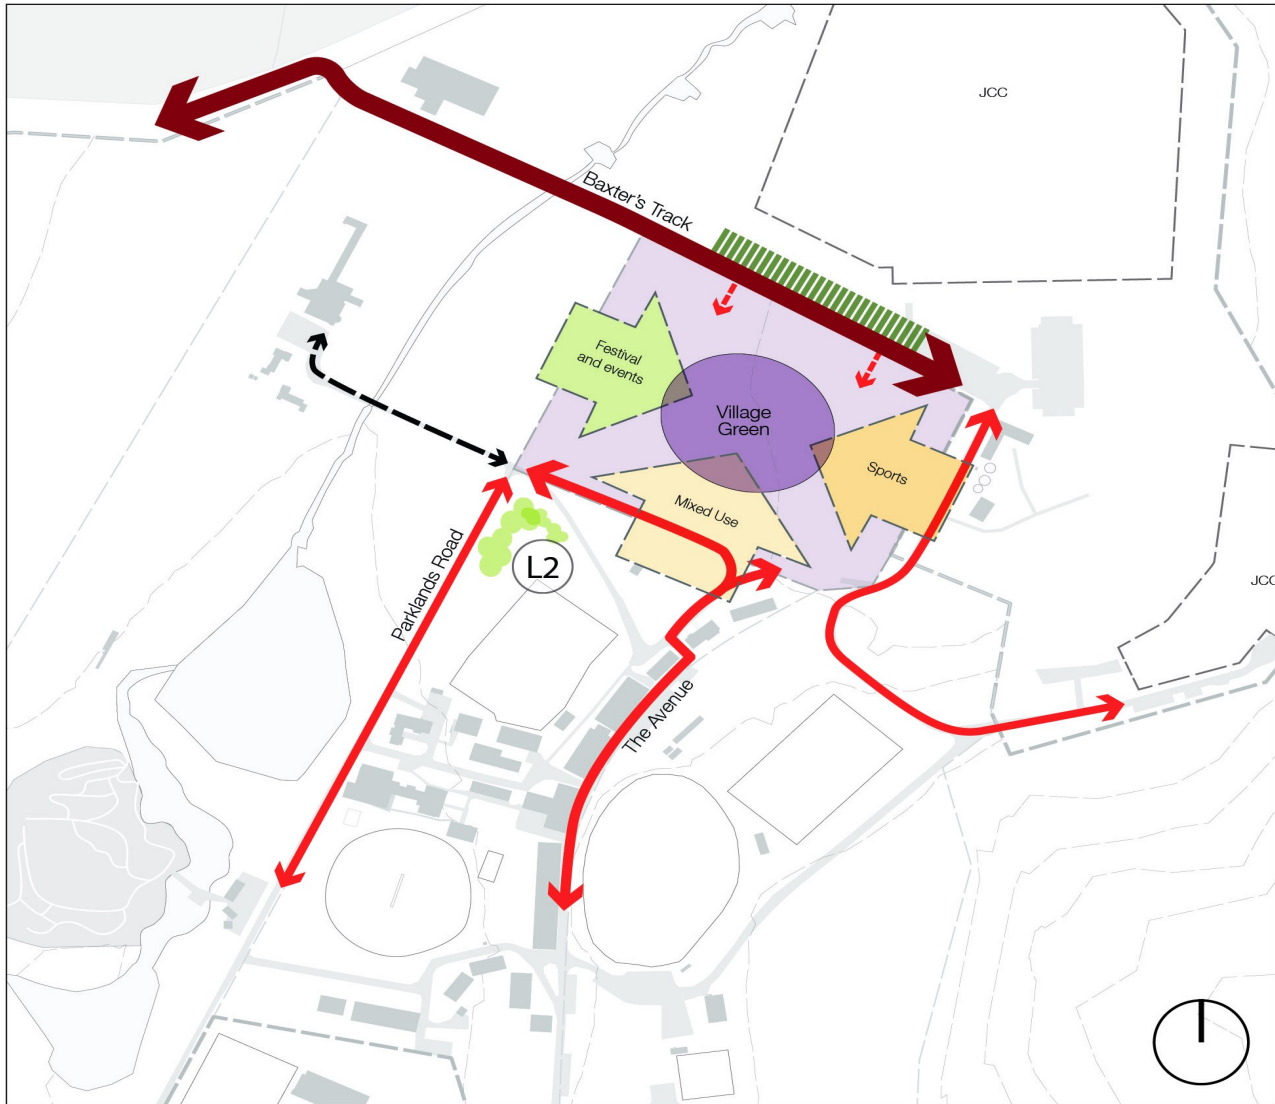 JCC
Baxter's Track
Festival
and events
Village
Green
Sports
Mixed Use
L2
Parklands Road
JCC
The Avenue